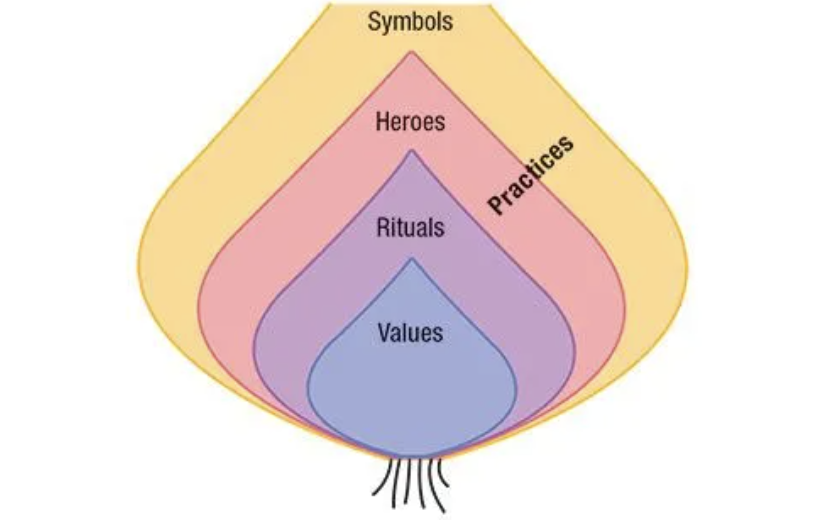 Symbols
Heroes
Practices
Rituals
Values